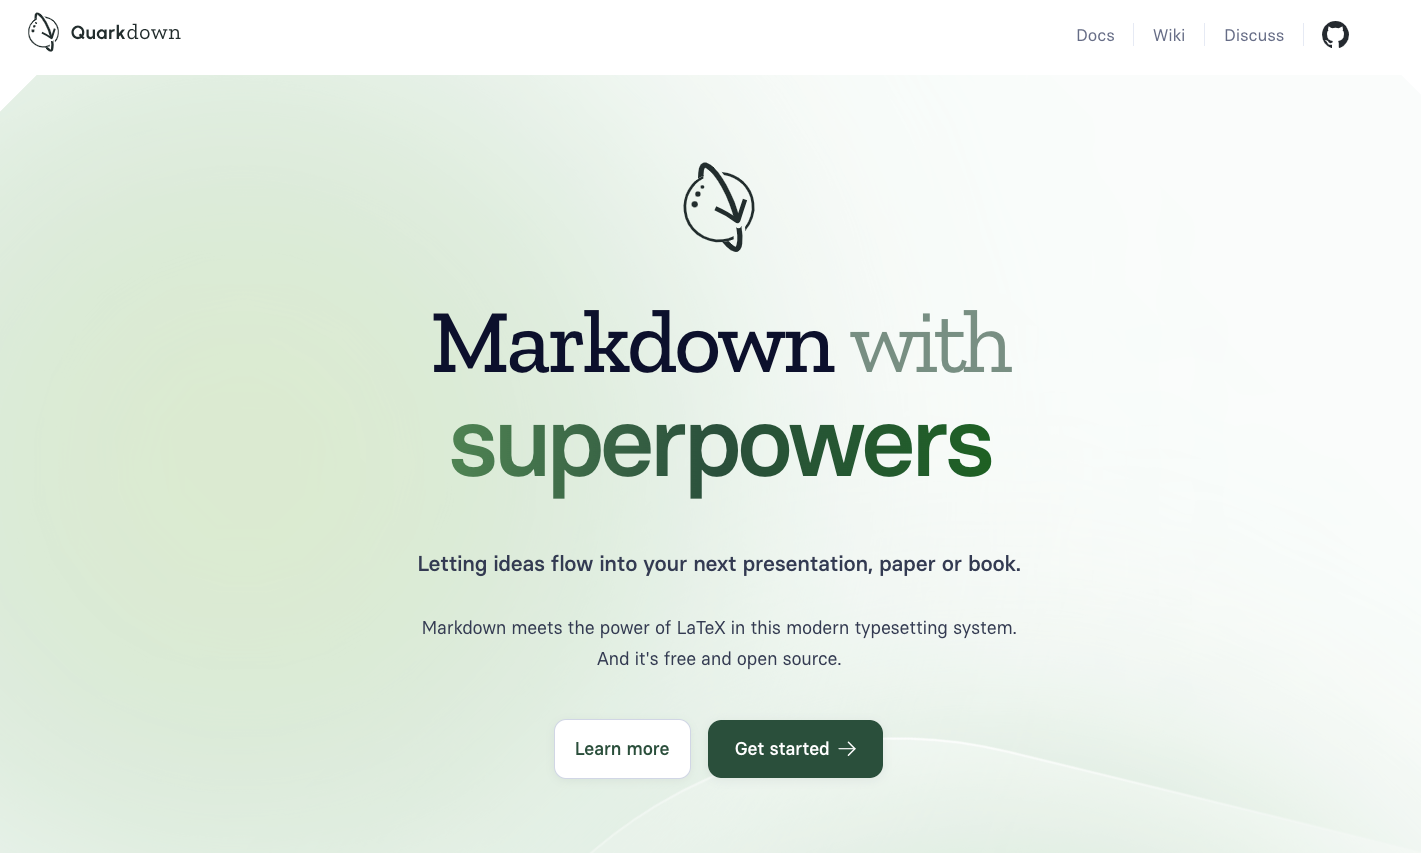 Quarkdown
Docs
Wiki
Discuss
Markdown with
superpowers
Letting ideas flow into your next presentation, paper or book.
Markdown meets the power of LaTeX in this modern typesetting system.
And it's free and open source.
Learn more
Get started →